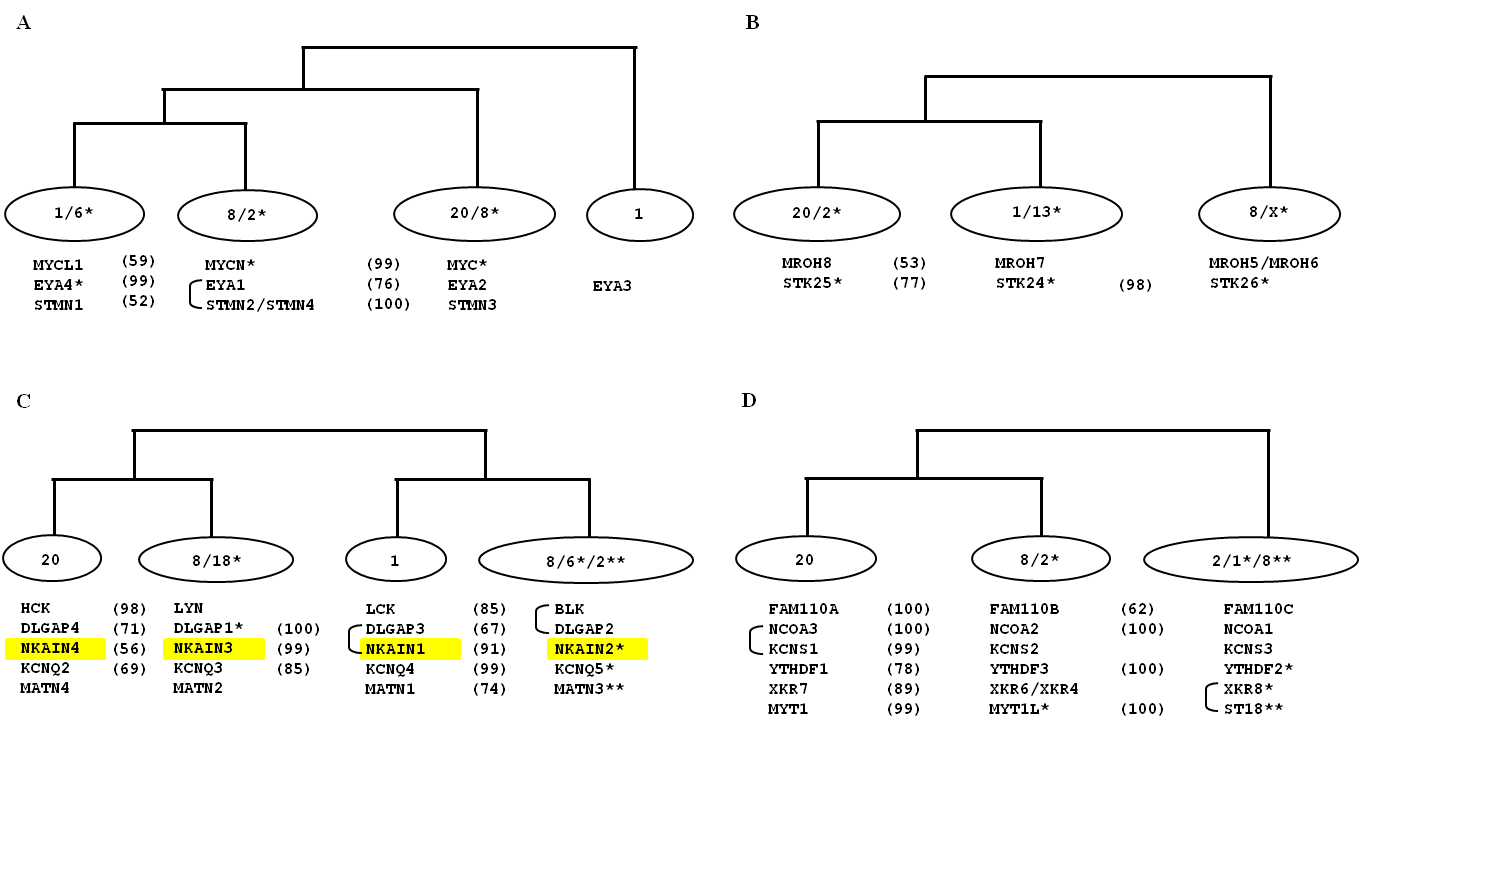 A
1/6* 8/2* 20/8* 1
MYCL1 (59) MYCN* (99) MYC*
EYA4* (99) EYA1 (76) EYA2 EYA3
STMN1 (52) STMN2/STMN4 (100) STMN3
B
20/2* 1/13* 8/X*
MROH8 (53) MROH7 MROH5/MROH6
STK25* (77) STK24* (98) STK26*
C
20 8/18* 1 8/6*/2**
HCK (98) LYN LCK (85) BLK
DLGAP4 (71) DLGAP1* (100) DLGAP3 (67) DLGAP2
NKAIN4 (56) NKAIN3 (99) NKAIN1 (91) NKAIN2*
KCNQ2 (69) KCNQ3 (85) KCNQ4 (99) KCNQ5*
MATN4 MATN2 MATN1 (74) MATN3**
D
20 8/2* 2/1*/8**
FAM110A (100) FAM110B (62) FAM110C
NCOA3 (100) NCOA2 (100) NCOA1
KCNS1 (99) KCNS2 KCNS3
YTHDF1 (78) YTHDF3 (100) YTHDF2*
XKR7 (89) XKR6/XKR4 XKR8*
MYT1 (99) MYT1L* (100) ST18**